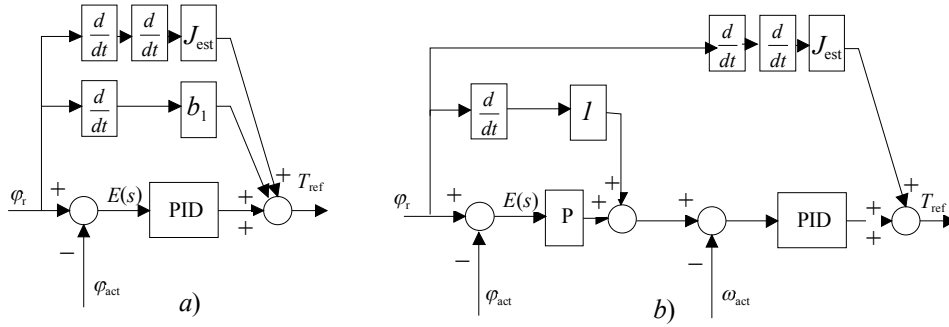 d/dt d/dt J_est
d/dt b_1
φ_r + E(s) PID + + + T_ref
−
φ_act
a)
d/dt d/dt J_est
d/dt 1
φ_r + E(s) P + + + PID + + T_ref
− −
φ_act ω_act
b)